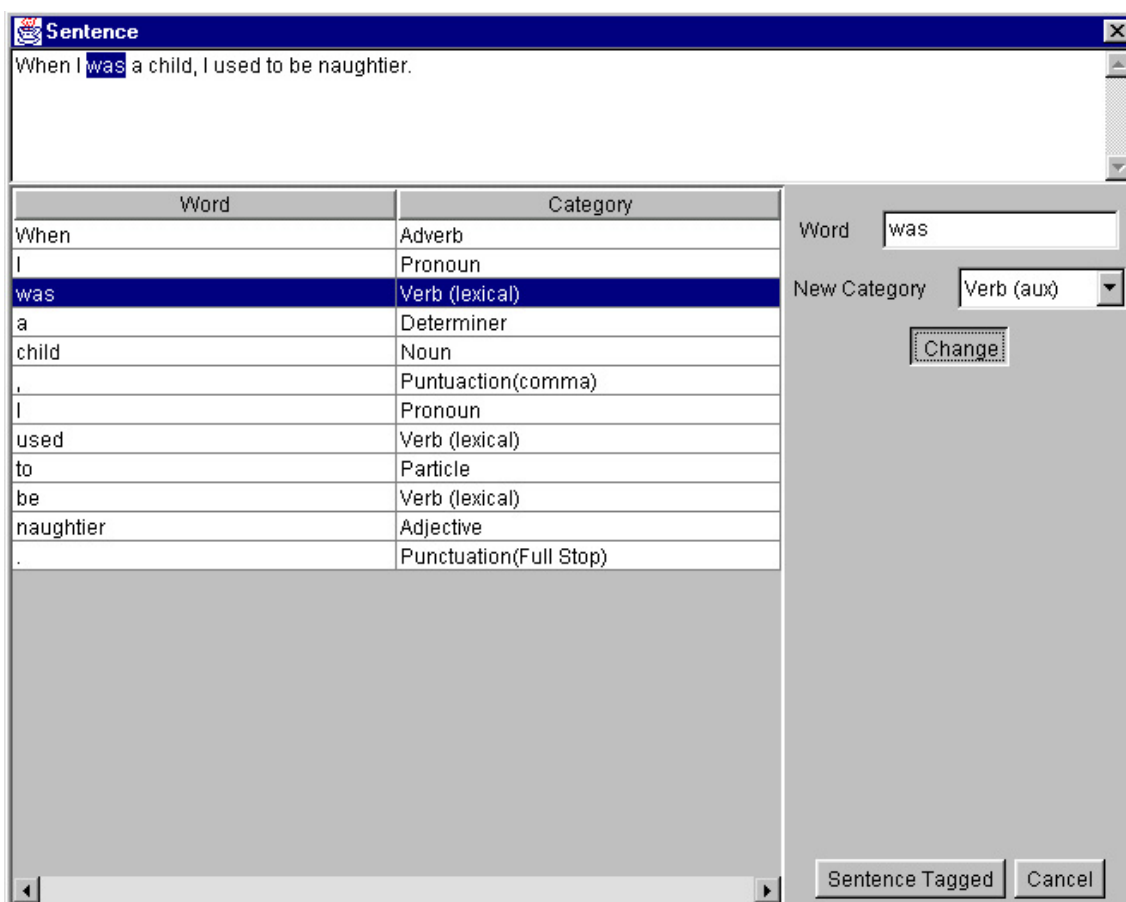 Sentence
When I was a child, I used to be naughtier.
Word Category
When Adverb
I Pronoun
was Verb (lexical)
a Determiner
child Noun
, Puntuaction(comma)
I Pronoun
used Verb (lexical)
to Particle
be Verb (lexical)
naughtier Adjective
. Punctuation(Full Stop)
Word was
New Category Verb (aux)
Change
Sentence Tagged Cancel